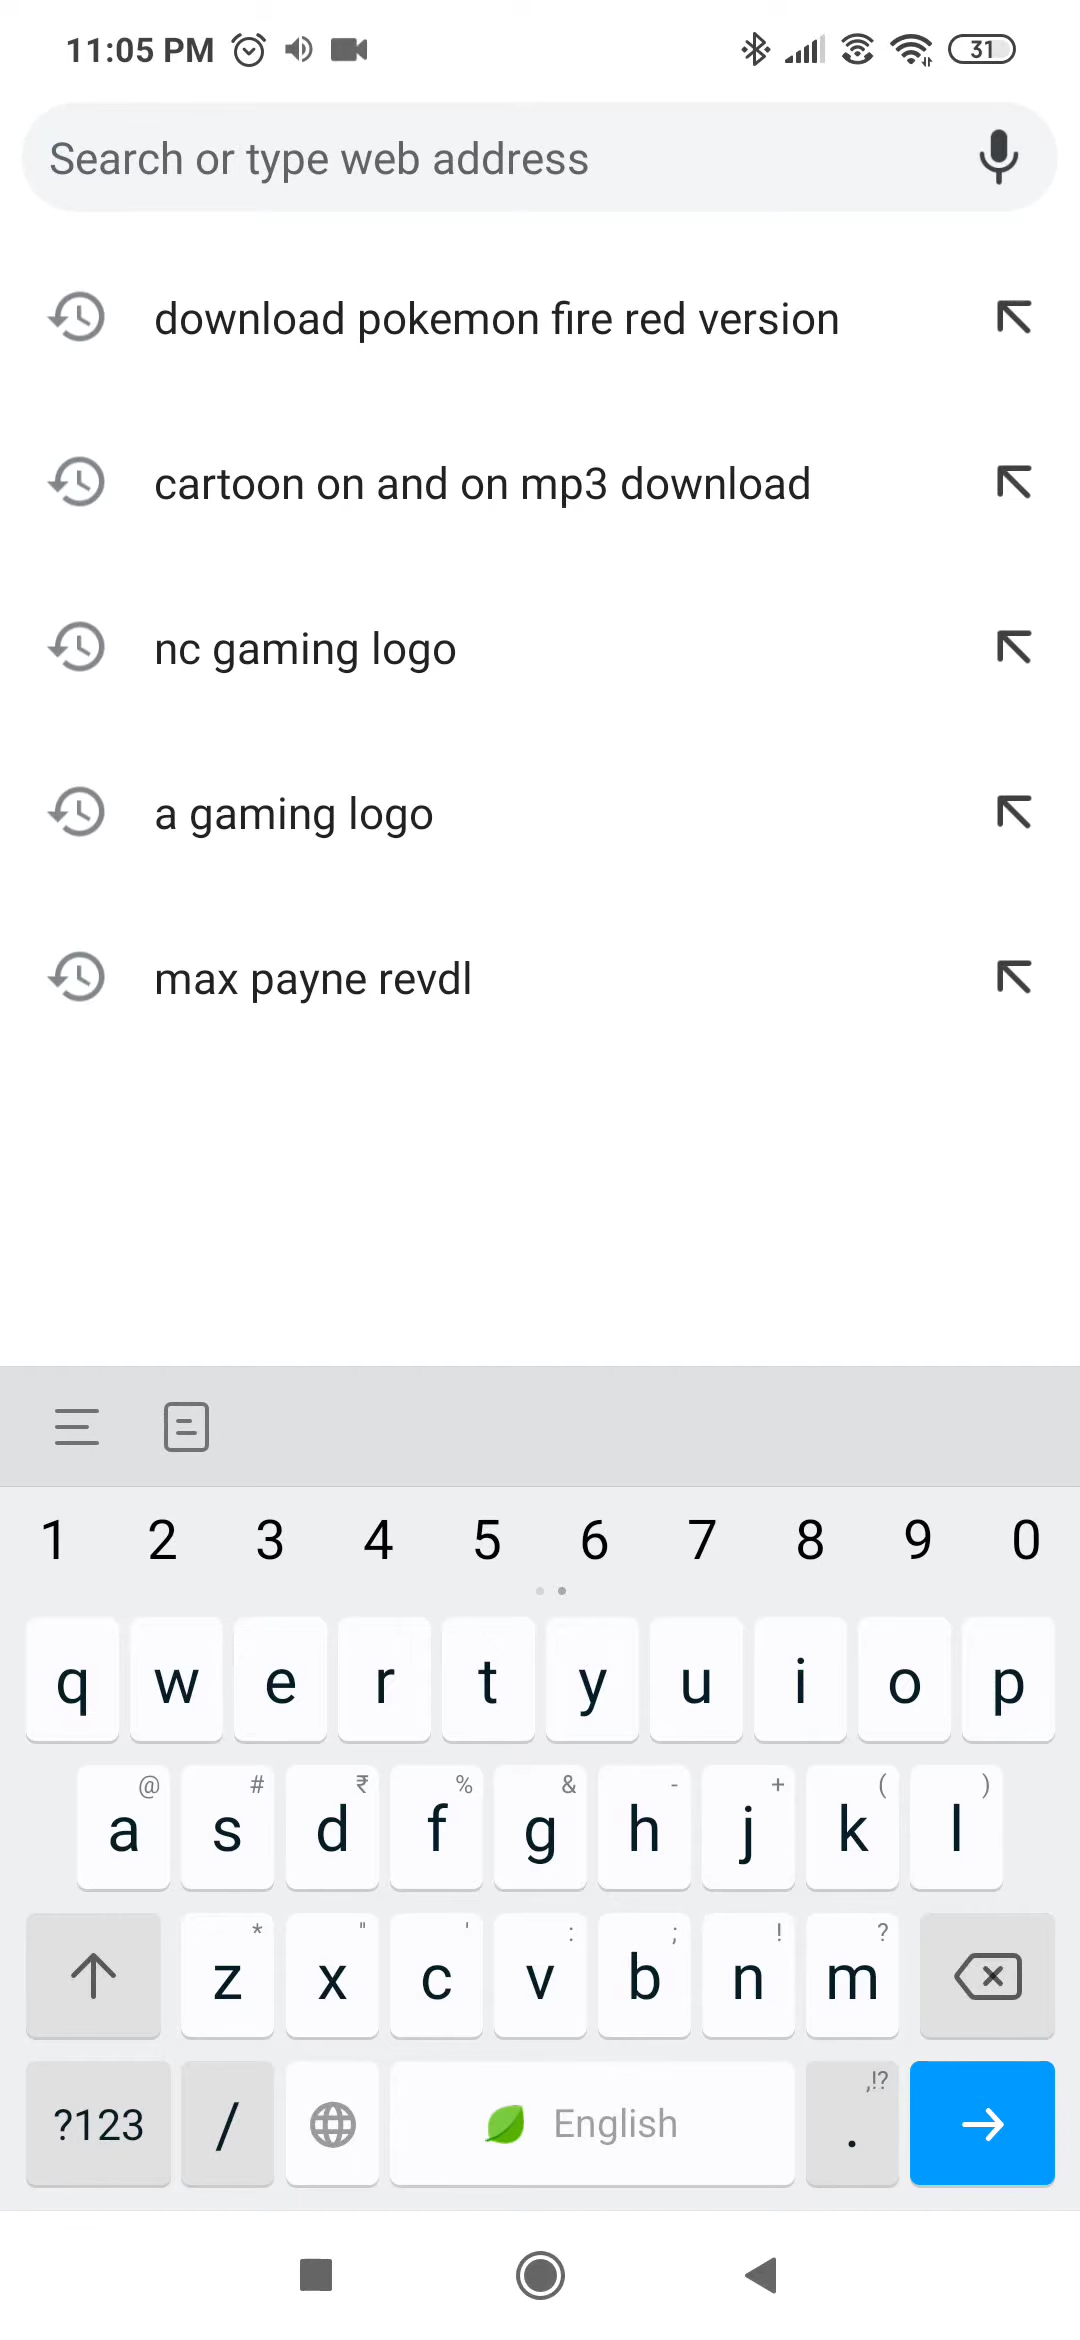 11:05 PM 31
Search or type web address
download pokemon fire red version
cartoon on and on mp3 download
nc gaming logo
a gaming logo
max payne revdl
1 2 3 4 5 6 7 8 9 0
q w e r t y u i o p
@ # ₹ % & - + ( )
a s d f g h j k l
* " ' : ; ! ?
z x c v b n m
?123 / English . ,!?